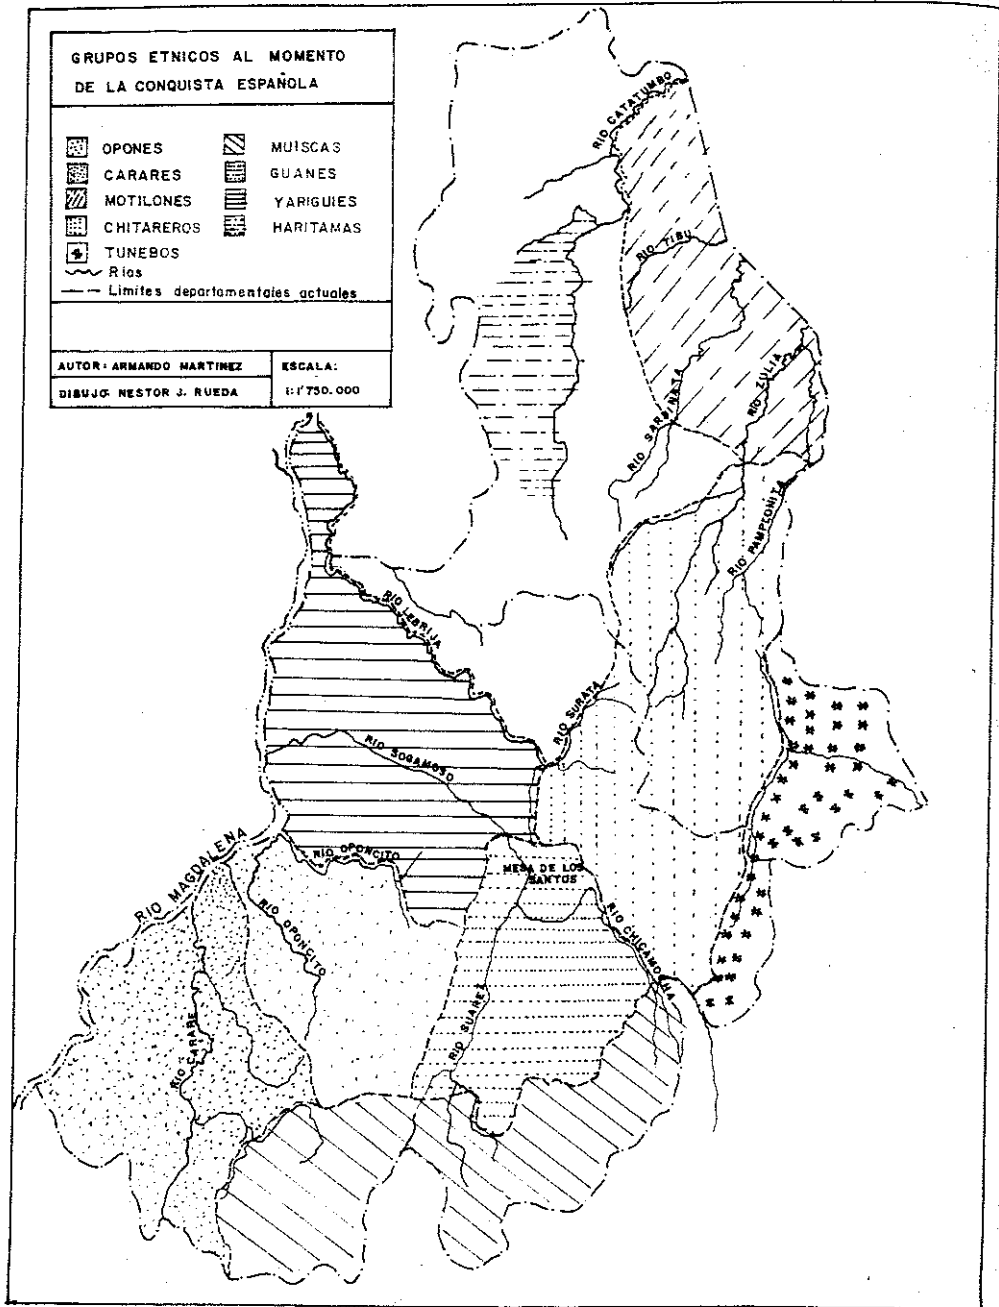 GRUPOS ETNICOS AL MOMENTO
DE LA CONQUISTA ESPAÑOLA
OPONES
MUISCAS
CARARES
GUANES
MOTILONES
YARIGUIES
CHITAREROS
HARITAMAS
TUNEBOS
Rios
Limites departamentales actuales
AUTOR: ARMANDO MARTINEZ
ESCALA:
DIBUJO: NESTOR J. RUEDA
1:1'750.000
RIO CATATUMBO
RIO TIBU
RIO ZULIA
RIO SARDINATA
RIO PAMPLONITA
RIO LEBRIJA
RIO SURATA
RIO SOGAMOSO
RIO MAGDALENA
RIO OPONCITO
MESA DE LOS
SANTOS
RIO OPONCITO
RIO CHICAMOCHA
RIO SUAREZ
RIO CARARE